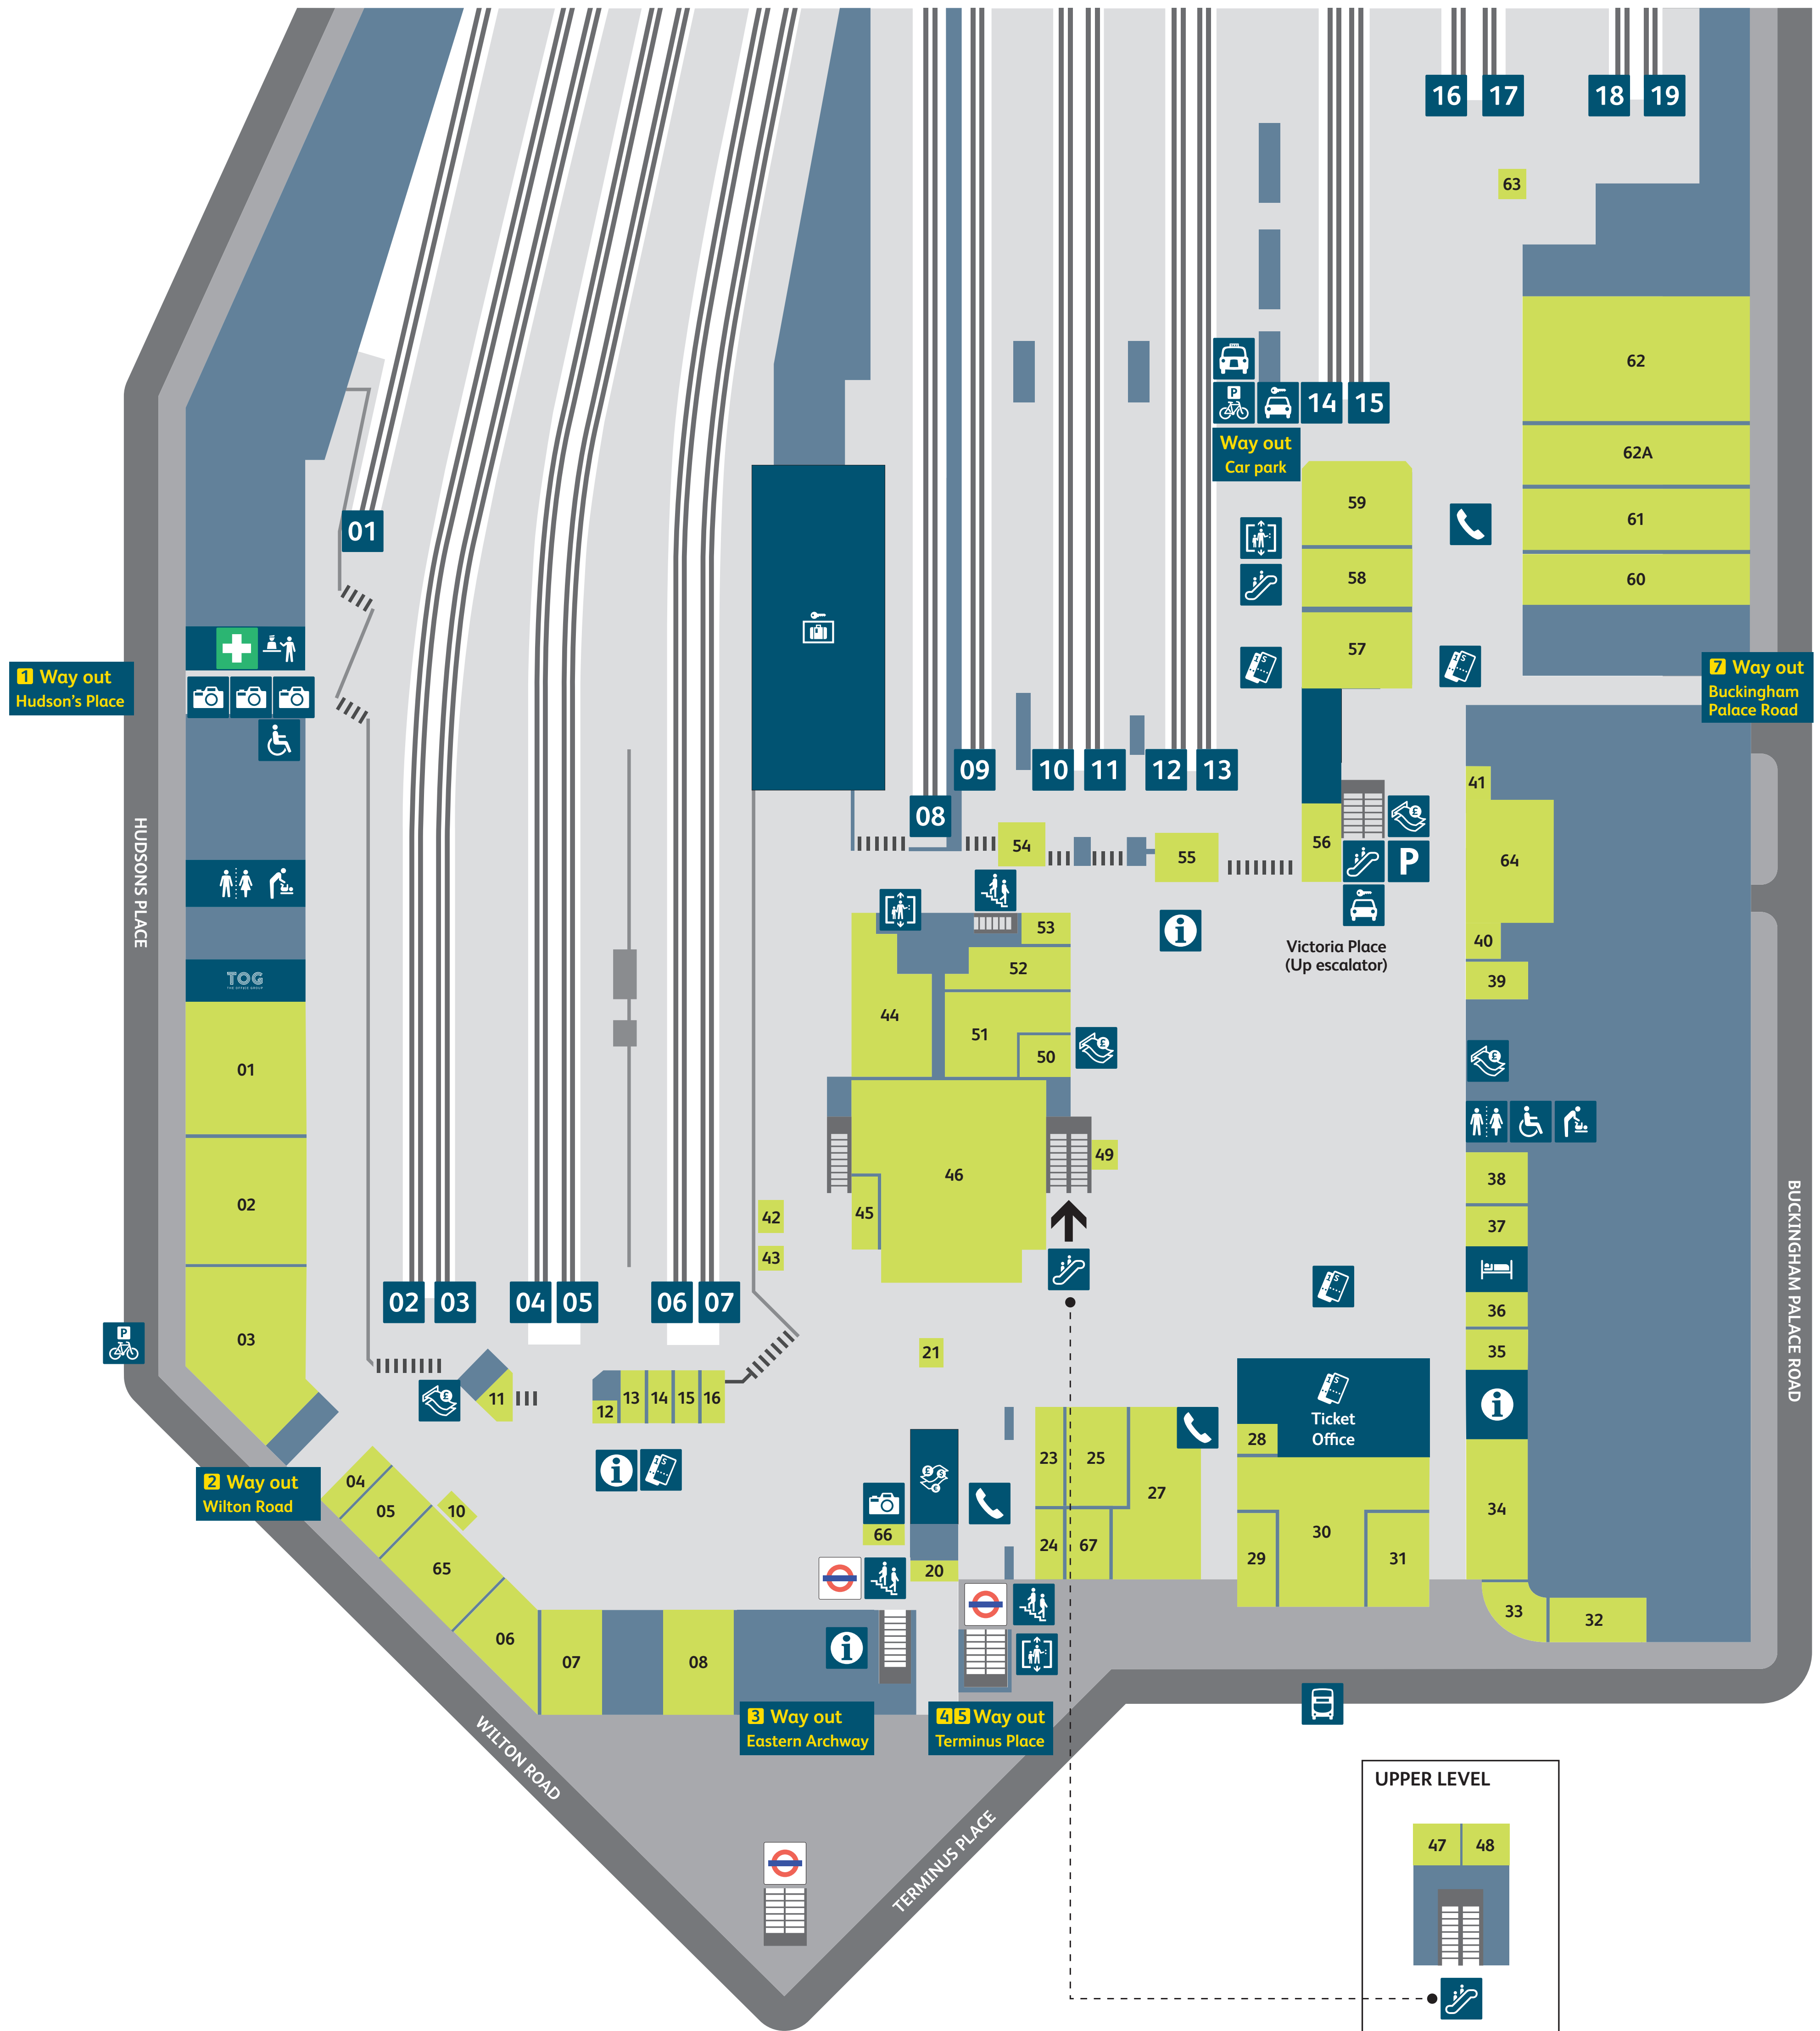 16
17
18
19
63
62
14
15
Way out
Car park
62A
59
61
01
58
60
57
1 Way out
Hudson's Place
7 Way out
Buckingham
Palace Road
09
10
11
12
13
41
08
54
55
56
P
64
HUDSONS PLACE
53
i
40
Victoria Place
(Up escalator)
52
39
TOG
THE OFFICE GROUP
44
51
50
01
49
46
38
02
45
42
37
43
BUCKINGHAM PALACE ROAD
02
03
04
05
06
07
36
03
21
35
11
12
13
14
15
16
Ticket
Office
i
28
23
25
2 Way out
Wilton Road
04
05
10
i
27
34
66
65
20
24
67
30
29
31
06
07
08
i
33
32
3 Way out
Eastern Archway
4 5 Way out
Terminus Place
WILTON ROAD
TERMINUS PLACE
UPPER LEVEL
47
48